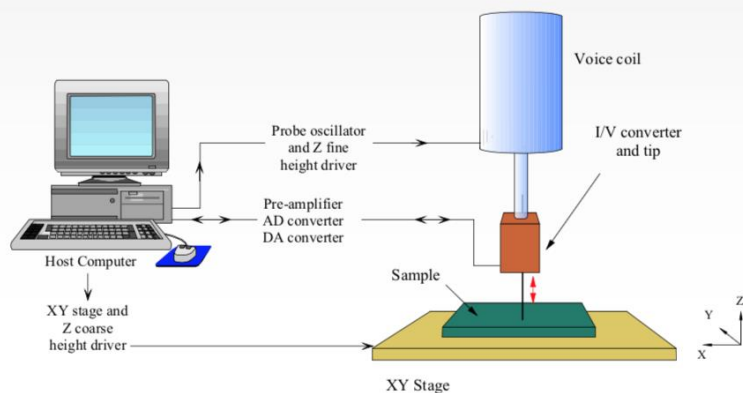 Voice coil
I/V converter
and tip
Probe oscillator
and Z fine
height driver
Pre-amplifier
AD converter
DA converter
Host Computer
Sample
XY stage and
Z coarse
height driver
XY Stage
Z
Y
X